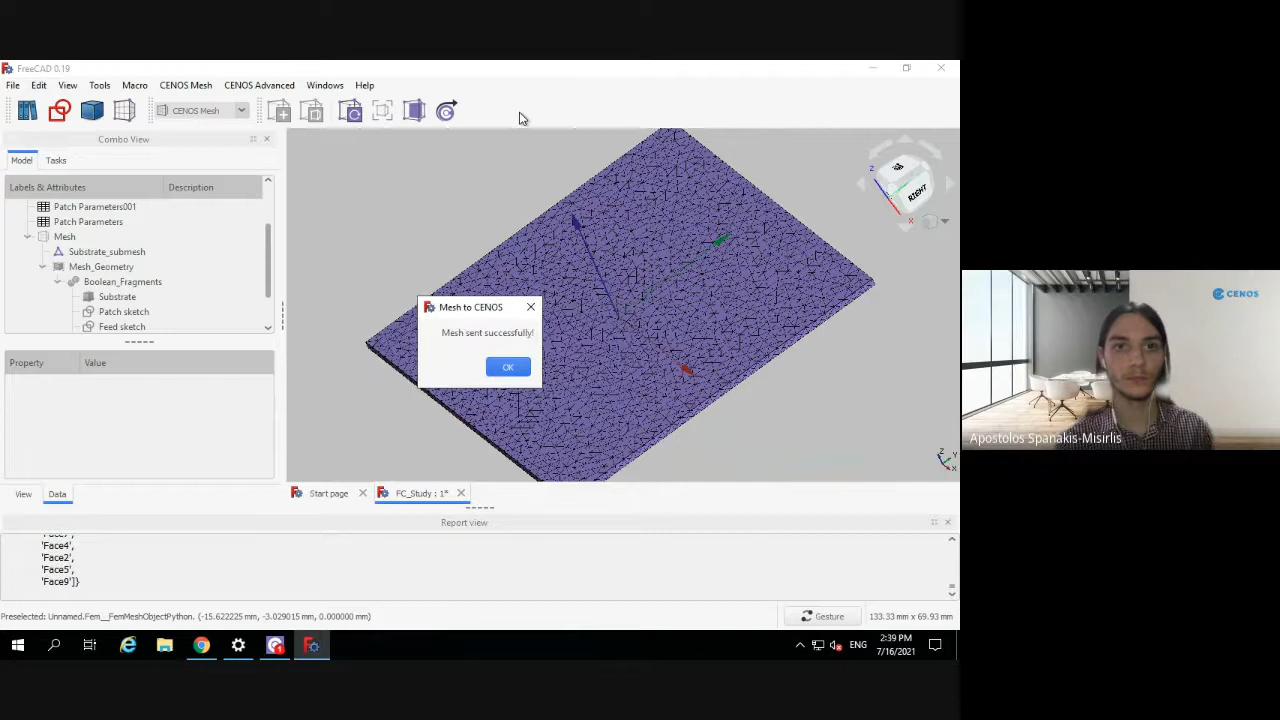 FreeCAD 0.19
File Edit View Tools Macro CENOS Mesh CENOS Advanced Windows Help
CENOS Mesh
Combo View
Model Tasks
Labels & Attributes Description
Patch Parameters001
Patch Parameters
Mesh
Substrate_submesh
Mesh_Geometry
Boolean_Fragments
Substrate
Patch sketch
Feed sketch
Property Value
View Data
RIGHT
Z
X
Mesh to CENOS
Mesh sent successfully!
OK
Z
Y
X
Start page FC_Study : 1*
Report view
'Face4',
'Face2',
'Face5',
'Face9']}
Preselected: Unnamed.Fem__FemMeshObjectPython. (-15.622225 mm, -3.029015 mm, 0.000000 mm)
Gesture 133.33 mm x 69.93 mm
ENG
2:39 PM
7/16/2021
CENOS
Apostolos Spanakis-Misirlis